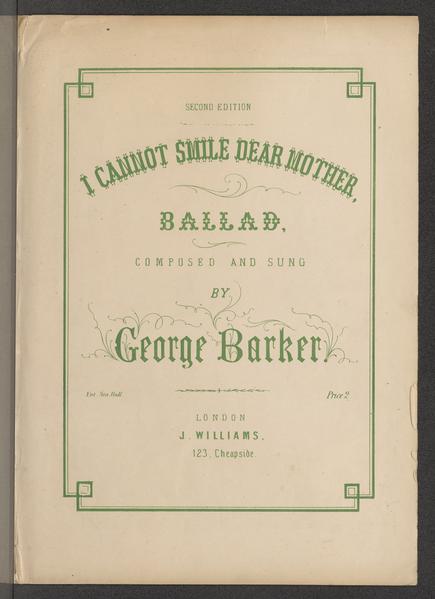 SECOND EDITION
I CANNOT SMILE DEAR MOTHER,
BALLAD,
COMPOSED AND SUNG
BY
George Barker.
Ent. Sta. Hall
Price 2
LONDON
J. WILLIAMS,
123, Cheapside.